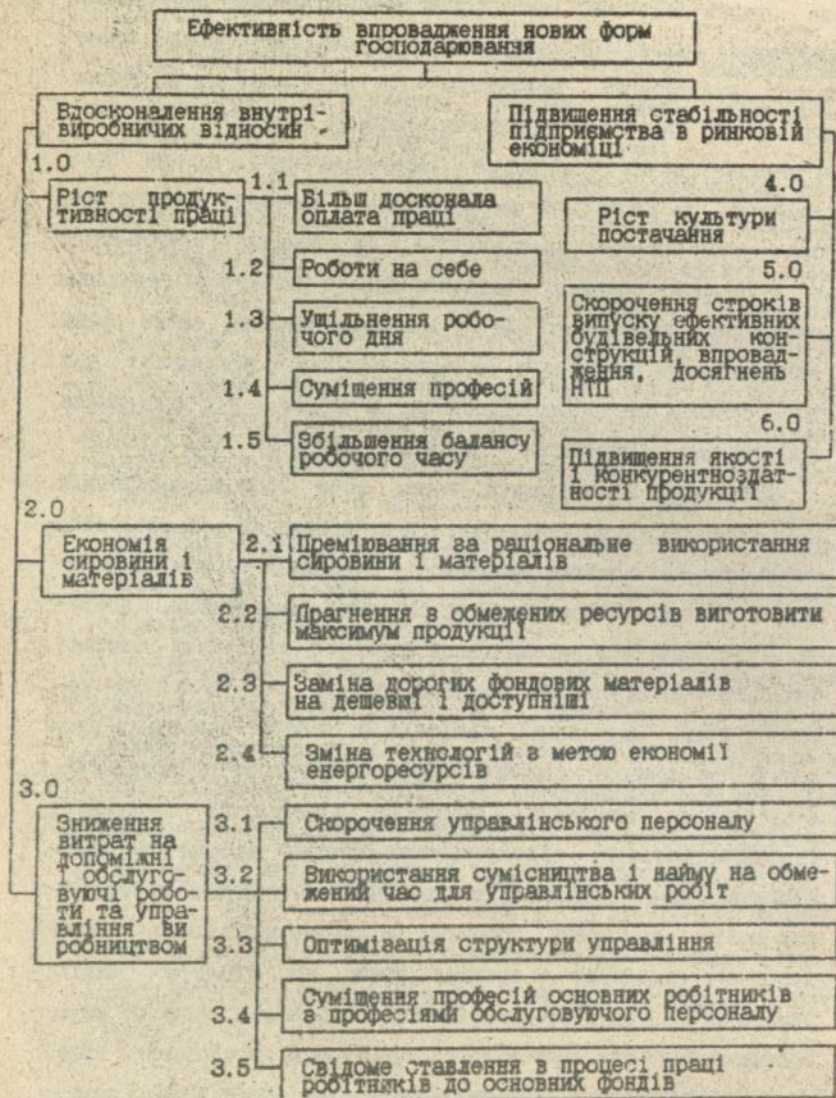 Ефективність впровадження нових форм
господарювання
Вдосконалення внутрі-
виробничих відносин
Підвищення стабільності
підприємства в ринковій
економіці
1.0
Ріст продук-
тивності праці
1.1
Більш досконала
оплата праці
1.2
Роботи на себе
1.3
Ущільнення робо-
чого дня
1.4
Суміщення професій
1.5
Збільшення балансу
робочого часу
4.0
Ріст культури
постачання
5.0
Скорочення строків
випуску ефективних
будівельних кон-
струкцій, впровад-
ження, досягнень
НТП
6.0
Підвищення якості
і конкурентноздат-
ності продукції
2.0
Економія
сировини і
матеріалів
2.1
Преміювання за раціональне використання
сировини і матеріалів
2.2
Прагнення з обмежених ресурсів виготовити
максимум продукції
2.3
Заміна дорогих фондових матеріалів
на дешевші і доступніші
2.4
Зміна технологій з метою економії
енергоресурсів
3.0
Зниження
витрат на
допоміжні
і обслуго-
вуючі робо-
ти та упра-
вління ви
робництвом
3.1
Скорочення управлінського персоналу
3.2
Використання сумісництва і найму на обме-
жений час для управлінських робіт
3.3
Оптимізація структури управління
3.4
Суміщення професій основних робітників
з професіями обслуговуючого персоналу
3.5
Свідоме ставлення в процесі праці
робітників до основних фондів